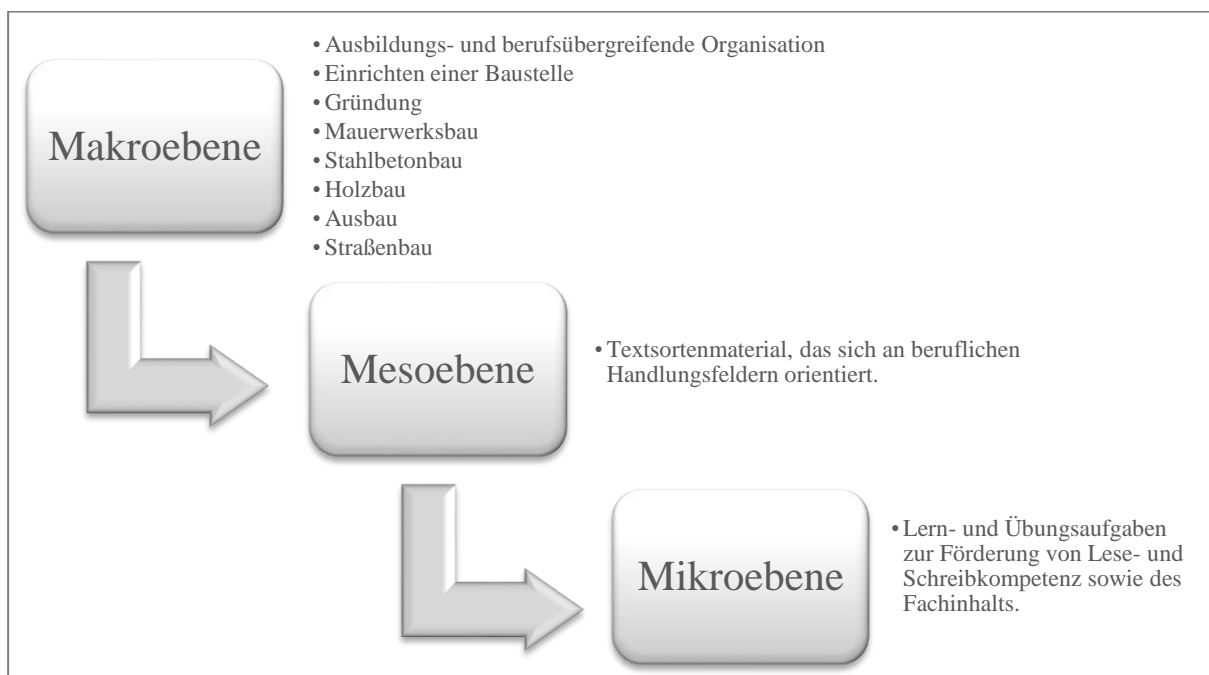 Makroebene
• Ausbildungs- und berufsübergreifende Organisation
• Einrichten einer Baustelle
• Gründung
• Mauerwerksbau
• Stahlbetonbau
• Holzbau
• Ausbau
• Straßenbau
Mesoebene
• Textsortenmaterial, das sich an beruflichen
Handlungsfeldern orientiert.
Mikroebene
• Lern- und Übungsaufgaben
zur Förderung von Lese- und
Schreibkompetenz sowie des
Fachinhalts.